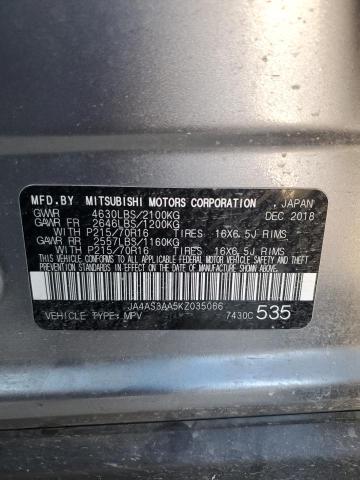 MFD.BY MITSUBISHI MOTORS CORPORATION , JAPAN
GVWR 4630LBS/2100KG DEC 2018
GAWR FR 2646LBS/1200KG
WITH P215/70R16 TIRES 16X6.5J RIMS
GAWR RR 2557LBS/1160KG
WITH P215/70R16 TIRES 16X6.5J RIMS
THIS VEHICLE CONFORMS TO ALL APPLICABLE FEDERAL MOTOR
VEHICLE SAFETY AND THEFT PREVENTION STANDARDS IN EFFECT
ON THE DATE OF MANUFACTURE SHOWN ABOVE.
JA4AS3AA5KZ035066
VEHICLE TYPE: MPV 7430C 535